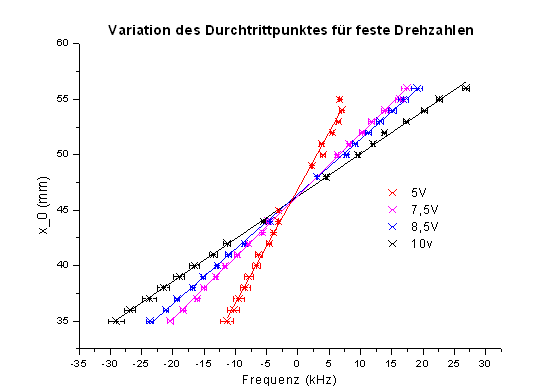 Variation des Durchtrittpunktes für feste Drehzahlen
60
55
50
45
40
35
x_0 (mm)
5V
7,5V
8,5V
10v
-35 -30 -25 -20 -15 -10 -5 0 5 10 15 20 25 30
Frequenz (kHz)